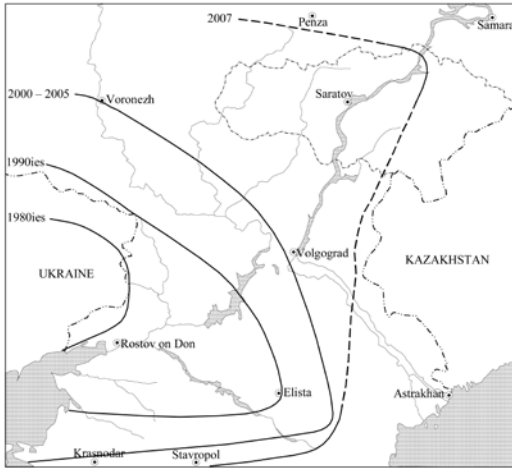 2007
Penza
Samara
2000 – 2005
Voronezh
Saratov
1990ies
1980ies
Volgograd
UKRAINE
KAZAKHSTAN
Rostov on Don
Elista
Astrakhan
Krasnodar
Stavropol